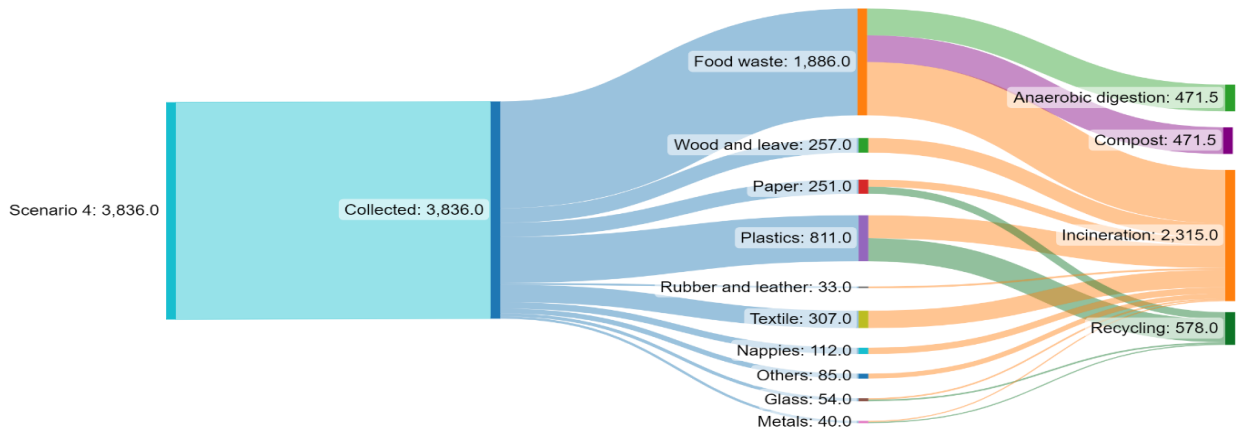 Scenario 4: 3,836.0
Collected: 3,836.0
Food waste: 1,886.0
Wood and leave: 257.0
Paper: 251.0
Plastics: 811.0
Rubber and leather: 33.0
Textile: 307.0
Nappies: 112.0
Others: 85.0
Glass: 54.0
Metals: 40.0
Anaerobic digestion: 471.5
Compost: 471.5
Incineration: 2,315.0
Recycling: 578.0